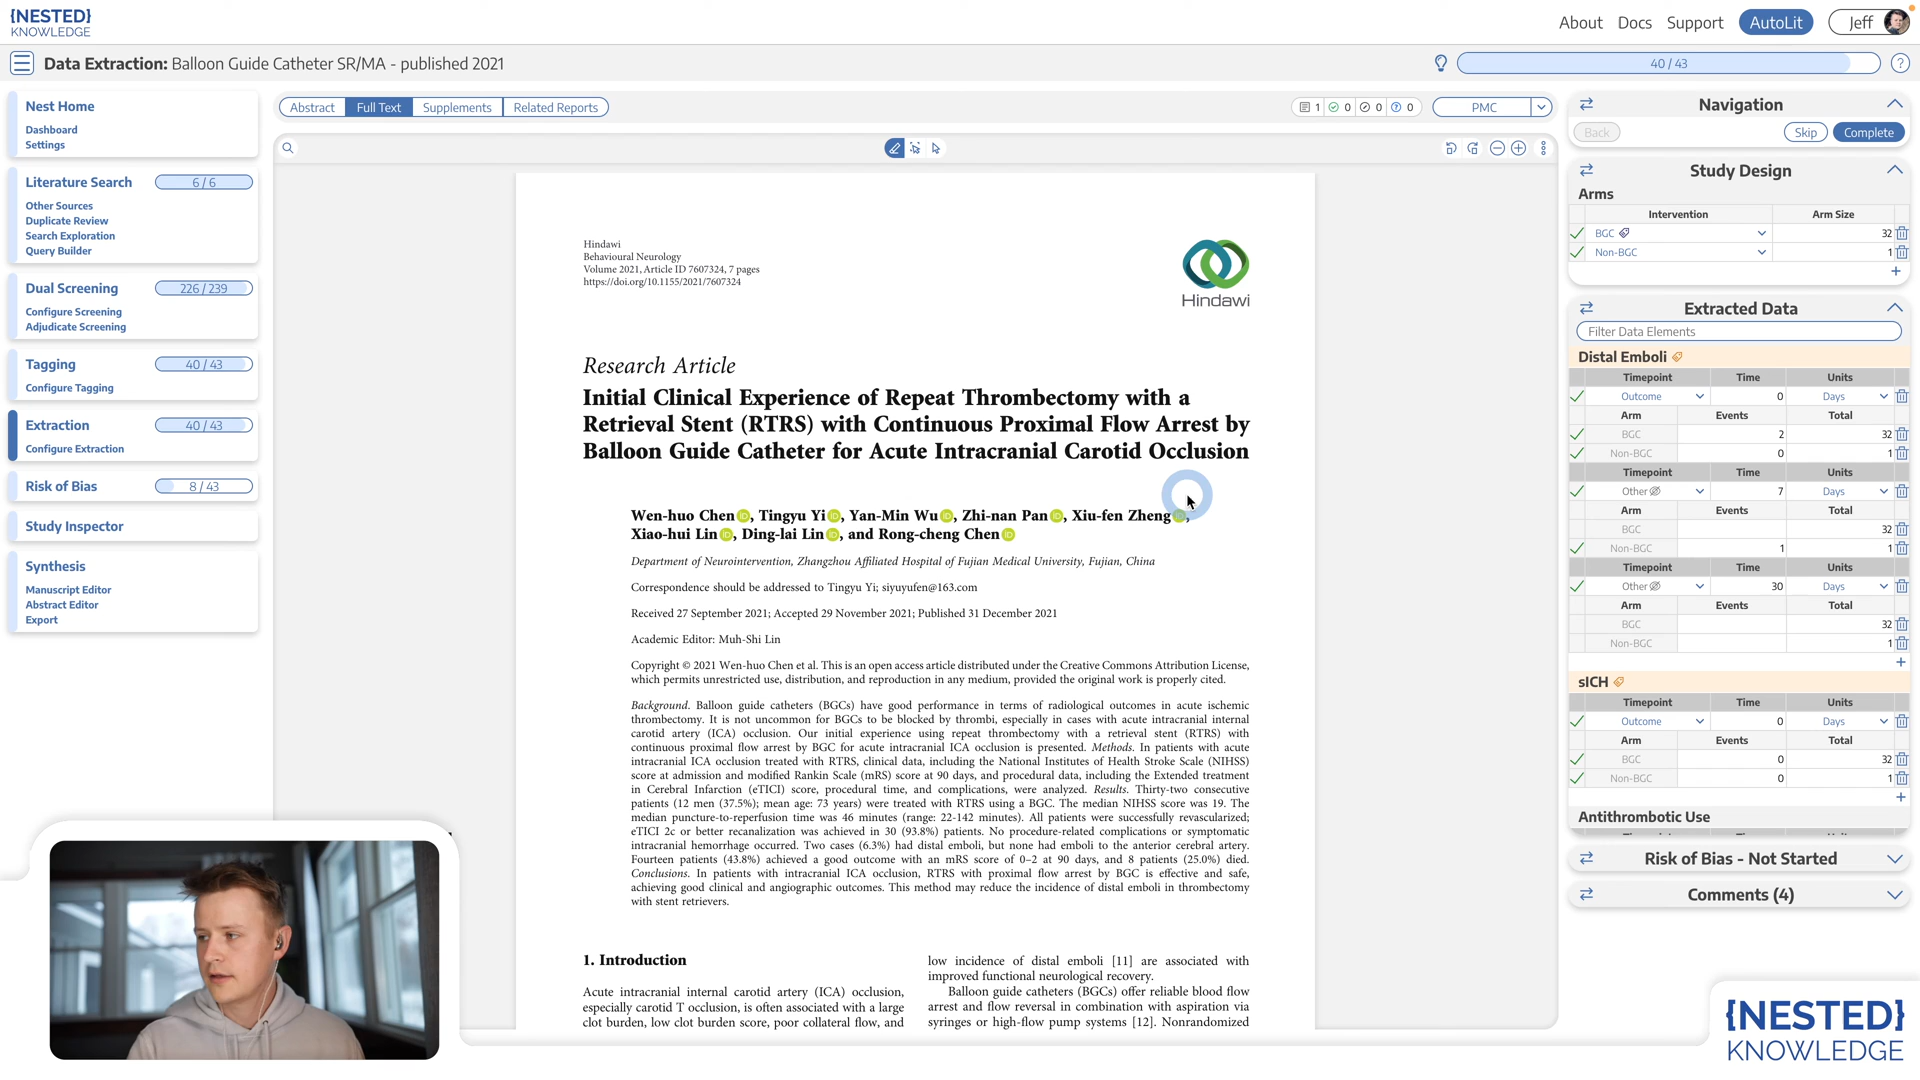 {NESTED}
KNOWLEDGE
About Docs Support AutoLit Jeff
Data Extraction: Balloon Guide Catheter SR/MA - published 2021
40 / 43
?
Nest Home
Dashboard
Settings
Literature Search 6 / 6
Other Sources
Duplicate Review
Search Exploration
Query Builder
Dual Screening 226 / 239
Configure Screening
Adjudicate Screening
Tagging 40 / 43
Configure Tagging
Extraction 40 / 43
Configure Extraction
Risk of Bias 8 / 43
Study Inspector
Synthesis
Manuscript Editor
Abstract Editor
Export
Abstract Full Text Supplements Related Reports
1 0 0 0 PMC
Hindawi
Behavioural Neurology
Volume 2021, Article ID 7607324, 7 pages
https://doi.org/10.1155/2021/7607324
Hindawi
Research Article
Initial Clinical Experience of Repeat Thrombectomy with a
Retrieval Stent (RTRS) with Continuous Proximal Flow Arrest by
Balloon Guide Catheter for Acute Intracranial Carotid Occlusion
Wen-huo Chen, Tingyu Yi, Yan-Min Wu, Zhi-nan Pan, Xiu-fen Zheng,
Xiao-hui Lin, Ding-lai Lin, and Rong-cheng Chen
Department of Neurointervention, Zhangzhou Affiliated Hospital of Fujian Medical University, Fujian, China
Correspondence should be addressed to Tingyu Yi; siyuyufen@163.com
Received 27 September 2021; Accepted 29 November 2021; Published 31 December 2021
Academic Editor: Muh-Shi Lin
Copyright © 2021 Wen-huo Chen et al. This is an open access article distributed under the Creative Commons Attribution License,
which permits unrestricted use, distribution, and reproduction in any medium, provided the original work is properly cited.
Background. Balloon guide catheters (BGCs) have good performance in terms of radiological outcomes in acute ischemic
thrombectomy. It is not uncommon for BGCs to be blocked by thrombi, especially in cases with acute intracranial internal
carotid artery (ICA) occlusion. Our initial experience using repeat thrombectomy with a retrieval stent (RTRS) with
continuous proximal flow arrest by BGC for acute intracranial ICA occlusion is presented. Methods. In patients with acute
intracranial ICA occlusion treated with RTRS, clinical data, including the National Institutes of Health Stroke Scale (NIHSS)
score at admission and modified Rankin Scale (mRS) score at 90 days, and procedural data, including the Extended treatment
in Cerebral Infarction (eTICI) score, procedural time, and complications, were analyzed. Results. Thirty-two consecutive
patients (12 men (37.5%); mean age: 73 years) were treated with RTRS using a BGC. The median NIHSS score was 19. The
median puncture-to-reperfusion time was 46 minutes (range: 22-142 minutes). All patients were successfully revascularized;
eTICI 2c or better recanalization was achieved in 30 (93.8%) patients. No procedure-related complications or symptomatic
intracranial hemorrhage occurred. Two cases (6.3%) had distal emboli, but none had emboli to the anterior cerebral artery.
Fourteen patients (43.8%) achieved a good outcome with an mRS score of 0–2 at 90 days, and 8 patients (25.0%) died.
Conclusions. In patients with intracranial ICA occlusion, RTRS with proximal flow arrest by BGC is effective and safe,
achieving good clinical and angiographic outcomes. This method may reduce the incidence of distal emboli in thrombectomy
with stent retrievers.
1. Introduction
Acute intracranial internal carotid artery (ICA) occlusion,
especially carotid T occlusion, is often associated with a large
clot burden, low clot burden score, poor collateral flow, and
low incidence of distal emboli [11] are associated with
improved functional neurological recovery.
Balloon guide catheters (BGCs) offer reliable blood flow
arrest and flow reversal in combination with aspiration via
syringes or high-flow pump systems [12]. Nonrandomized
Navigation
Back Skip Complete
Study Design
Arms
Intervention Arm Size
BGC 32
Non-BGC 1
+
Extracted Data
Filter Data Elements
Distal Emboli
Timepoint Time Units
Outcome 0 Days
Arm Events Total
BGC 2 32
Non-BGC 0 1
Timepoint Time Units
Other 7 Days
Arm Events Total
BGC 32
Non-BGC 1 1
Timepoint Time Units
Other 30 Days
Arm Events Total
BGC 32
Non-BGC 1
+
sICH
Timepoint Time Units
Outcome 0 Days
Arm Events Total
BGC 0 32
Non-BGC 0 1
+
Antithrombotic Use
Risk of Bias - Not Started
Comments (4)
{NESTED}
KNOWLEDGE